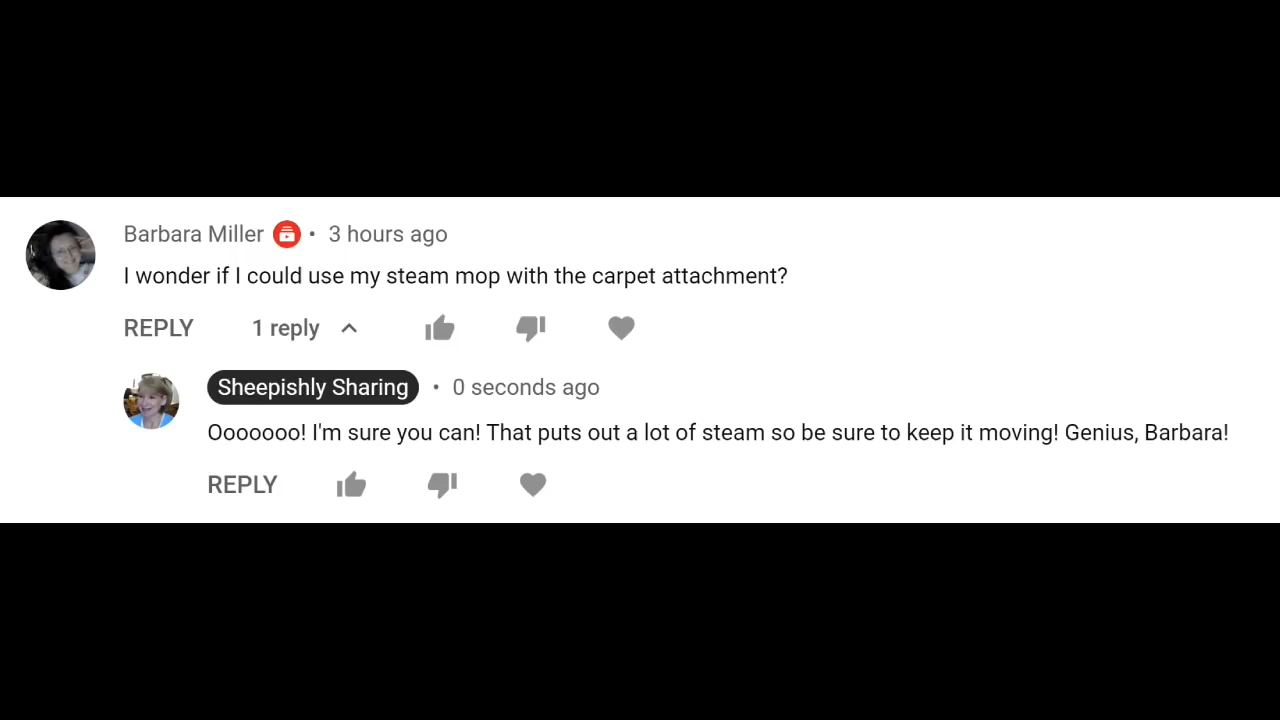 Barbara Miller • 3 hours ago
I wonder if I could use my steam mop with the carpet attachment?
REPLY 1 reply
Sheepishly Sharing • 0 seconds ago
Ooooooo! I'm sure you can! That puts out a lot of steam so be sure to keep it moving! Genius, Barbara!
REPLY